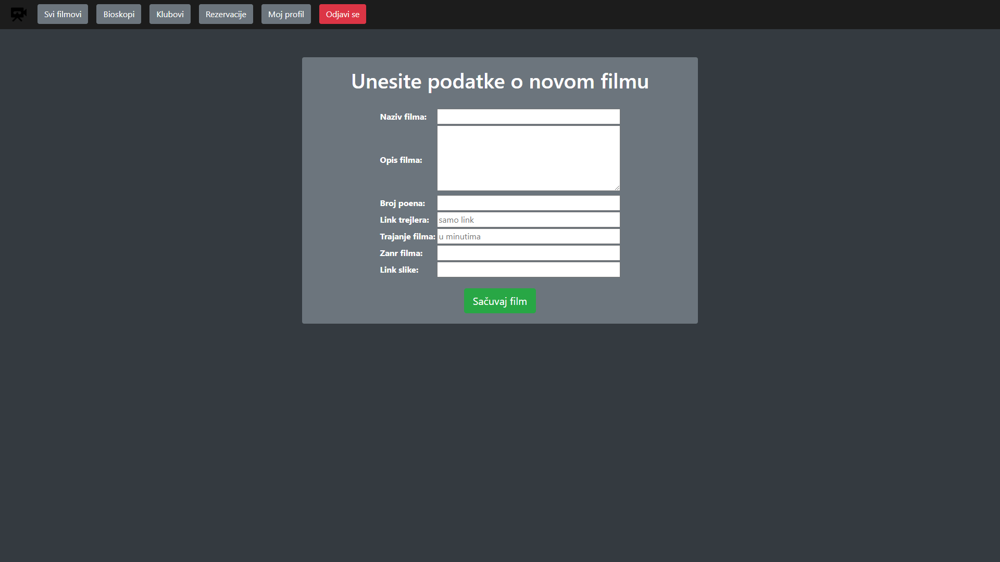 Svi filmovi Bioskopi Klubovi Rezervacije Moj profil Odjavi se
Unesite podatke o novom filmu
Naziv filma:
Opis filma:
Broj poena:
Link trejlera: samo link
Trajanje filma: u minutima
Zanr filma:
Link slike:
Sačuvaj film